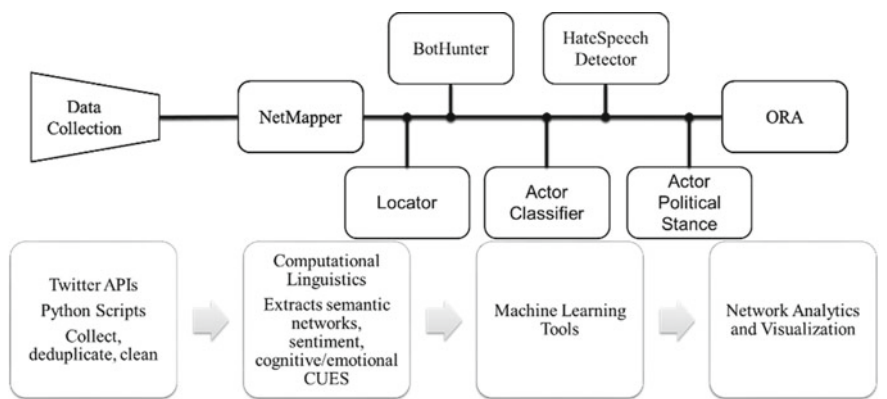 BotHunter
HateSpeech
Detector
Data
Collection
NetMapper
ORA
Locator
Actor
Classifier
Actor
Political
Stance
Twitter APIs
Python Scripts
Collect,
deduplicate, clean
Computational
Linguistics
Extracts semantic
networks,
sentiment,
cognitive/emotional
CUES
Machine Learning
Tools
Network Analytics
and Visualization